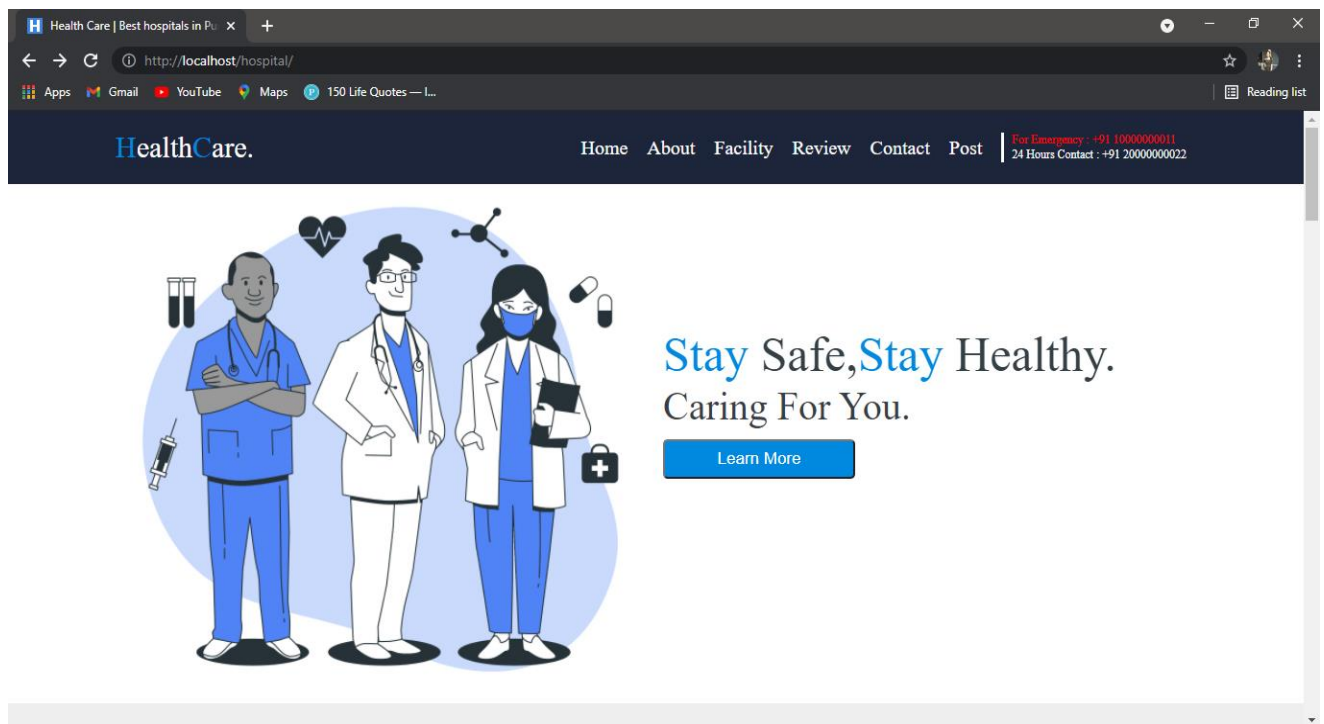 H Health Care | Best hospitals in Pu
http://localhost/hospital/
Apps Gmail YouTube Maps P 150 Life Quotes — I... Reading list
HealthCare.
Home About Facility Review Contact Post
For Emergency : +91 10000000011
24 Hours Contact : +91 20000000022
Stay Safe,Stay Healthy.
Caring For You.
Learn More